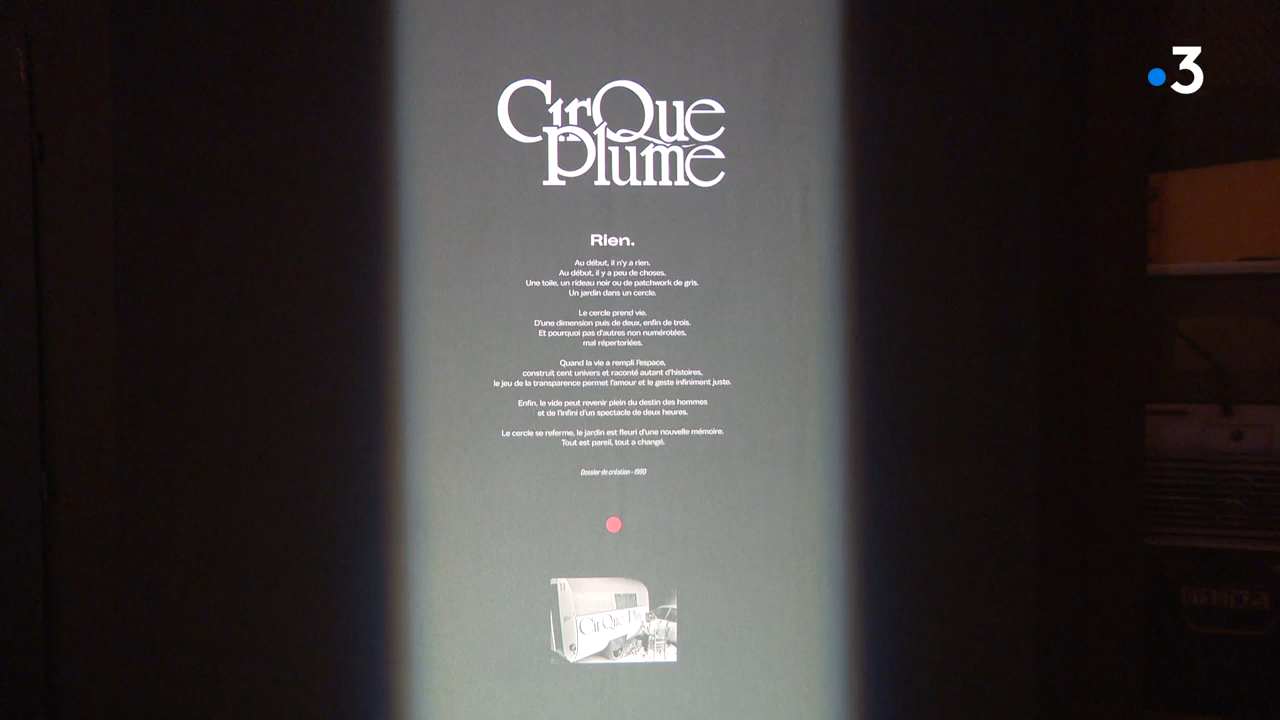 CirQue
Plume
3
Rien.
Au début, il n'y a rien.
Au début, il y a peu de choses.
Une toile, un rideau noir ou de patchwork de gris.
Un jardin dans un cercle.
Le cercle prend vie.
D'une dimension puis de deux, enfin de trois.
Et pourquoi pas d'autres non numérotées,
mal répertoriées.
Quand la vie a rempli l'espace,
construit cent univers et raconté autant d'histoires,
le jeu de la transparence permet l'amour et le geste infiniment juste.
Enfin, le vide peut revenir plein du destin des hommes
et de l'infini d'un spectacle de deux heures.
Le cercle se referme, le jardin est fleuri d'une nouvelle mémoire.
Tout est pareil, tout a changé.
Dossier de création - 1990
CirQue Plu